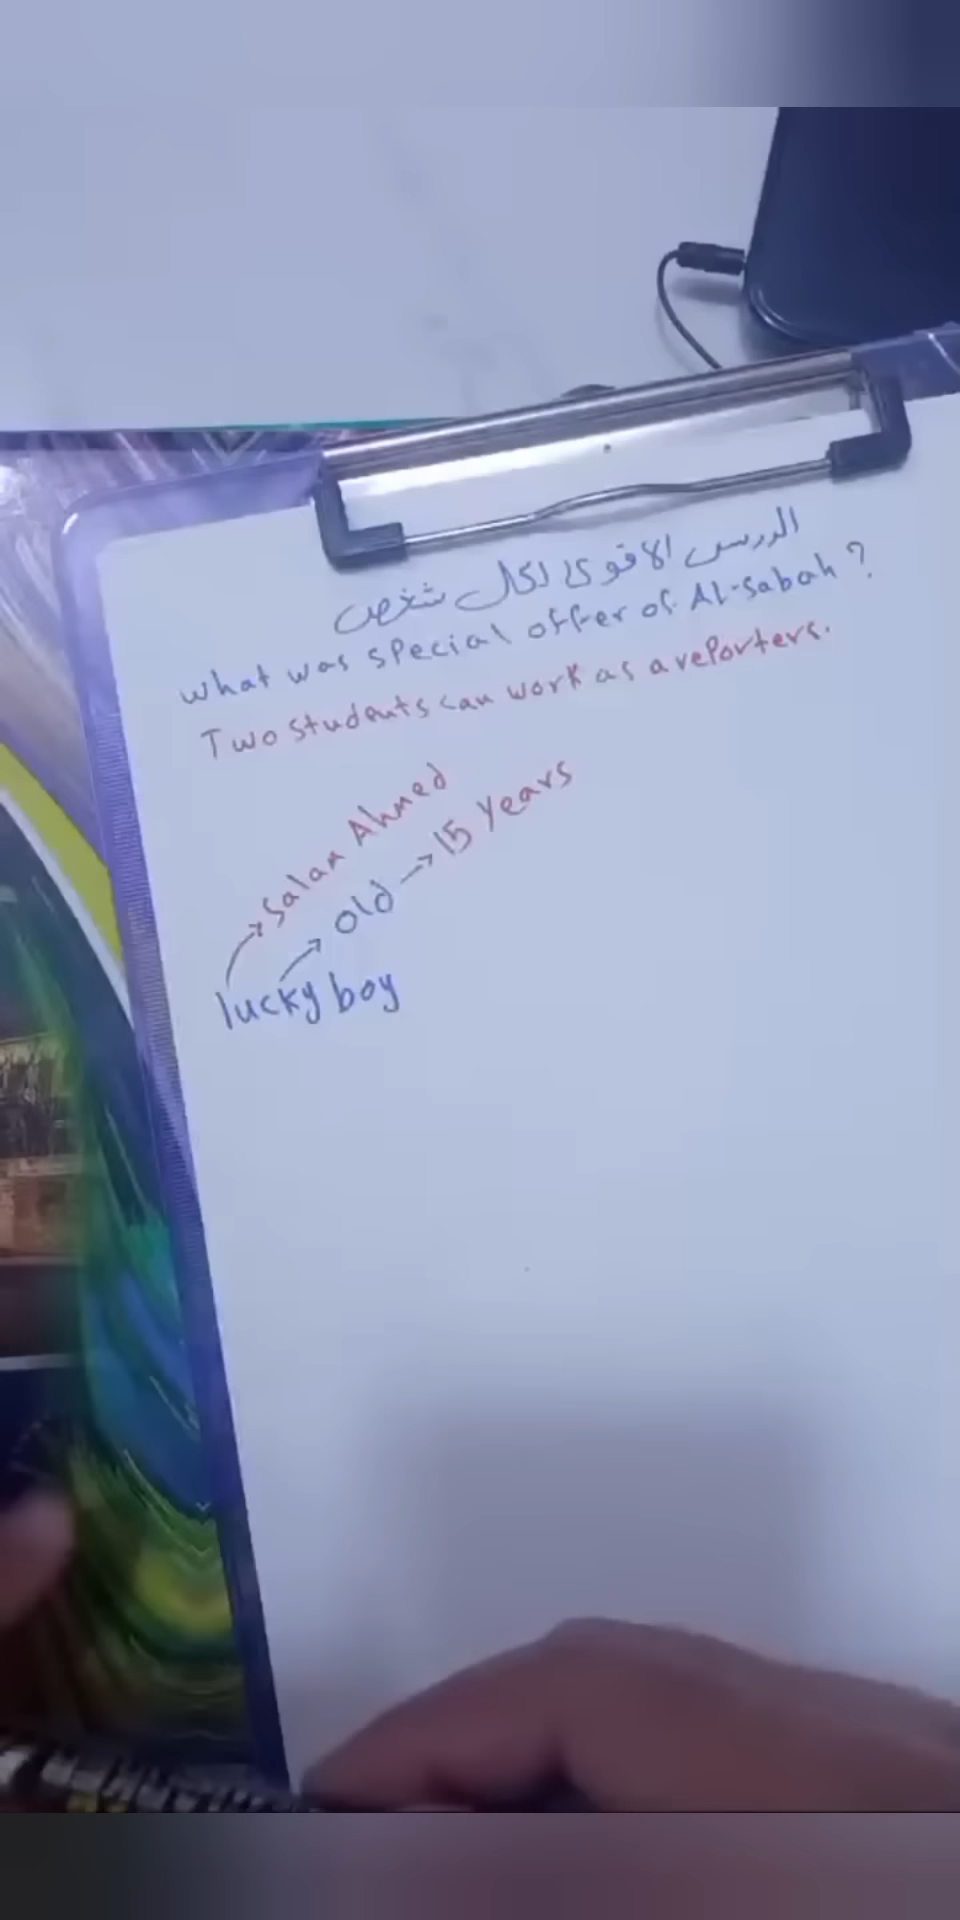 الدرس الاقوى لكل شخص
what was special offer of Al-sabah?
Two students can work as a reporters.
Salam Ahmed
old → 15 years
lucky boy